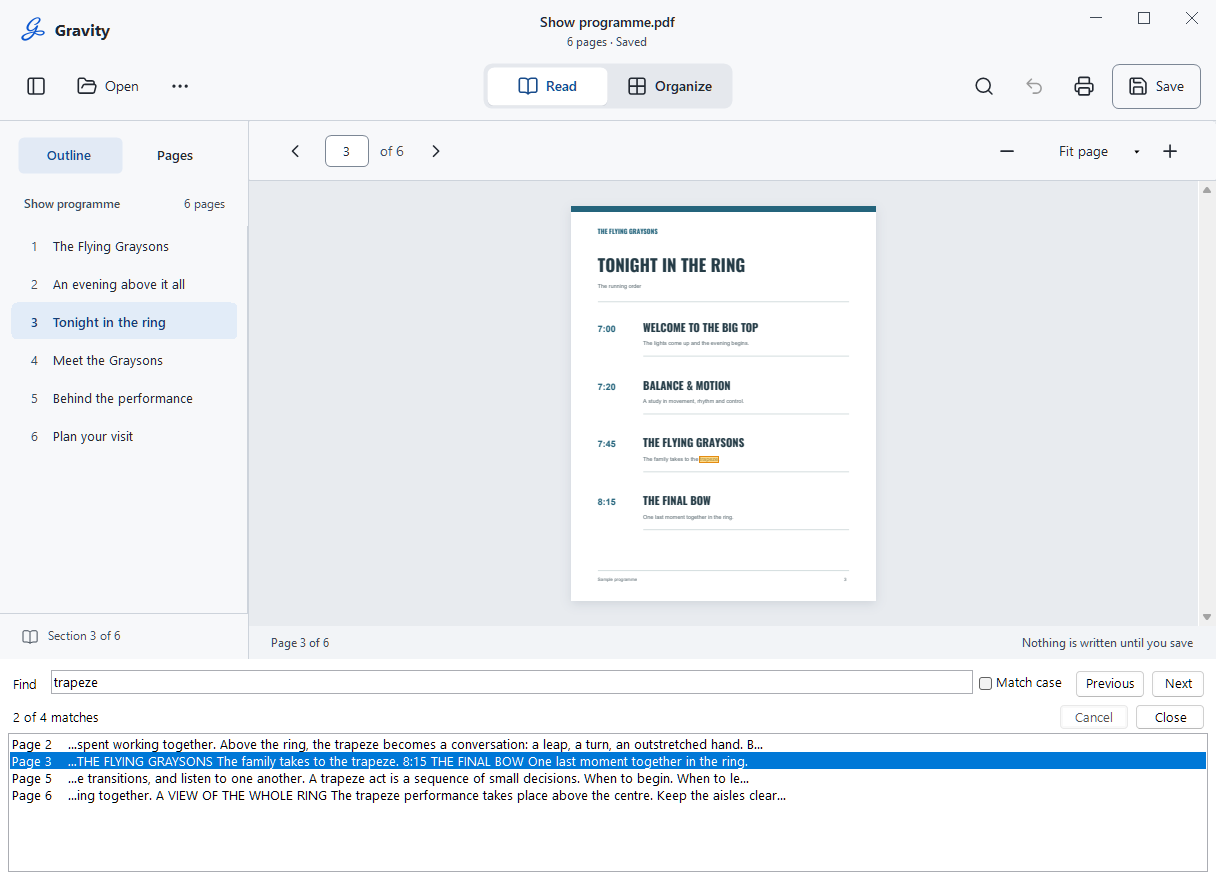 Gravity
Show programme.pdf
6 pages · Saved
Open
Read
Organize
Save
Outline
Pages
3
of 6
Fit page
Show programme
6 pages
1 The Flying Graysons
2 An evening above it all
3 Tonight in the ring
4 Meet the Graysons
5 Behind the performance
6 Plan your visit
THE FLYING GRAYSONS
TONIGHT IN THE RING
The running order
7:00 WELCOME TO THE BIG TOP
The lights come up and the evening begins.
7:20 BALANCE & MOTION
A study in movement, rhythm and control.
7:45 THE FLYING GRAYSONS
The family takes to the trapeze.
8:15 THE FINAL BOW
One last moment together in the ring.
Sample programme 3
Section 3 of 6
Page 3 of 6
Nothing is written until you save
Find trapeze
Match case
Previous
Next
2 of 4 matches
Cancel
Close
Page 2 ...spent working together. Above the ring, the trapeze becomes a conversation: a leap, a turn, an outstretched hand. B...
Page 3 ...THE FLYING GRAYSONS The family takes to the trapeze. 8:15 THE FINAL BOW One last moment together in the ring.
Page 5 ...e transitions, and listen to one another. A trapeze act is a sequence of small decisions. When to begin. When to le...
Page 6 ...ing together. A VIEW OF THE WHOLE RING The trapeze performance takes place above the centre. Keep the aisles clear...